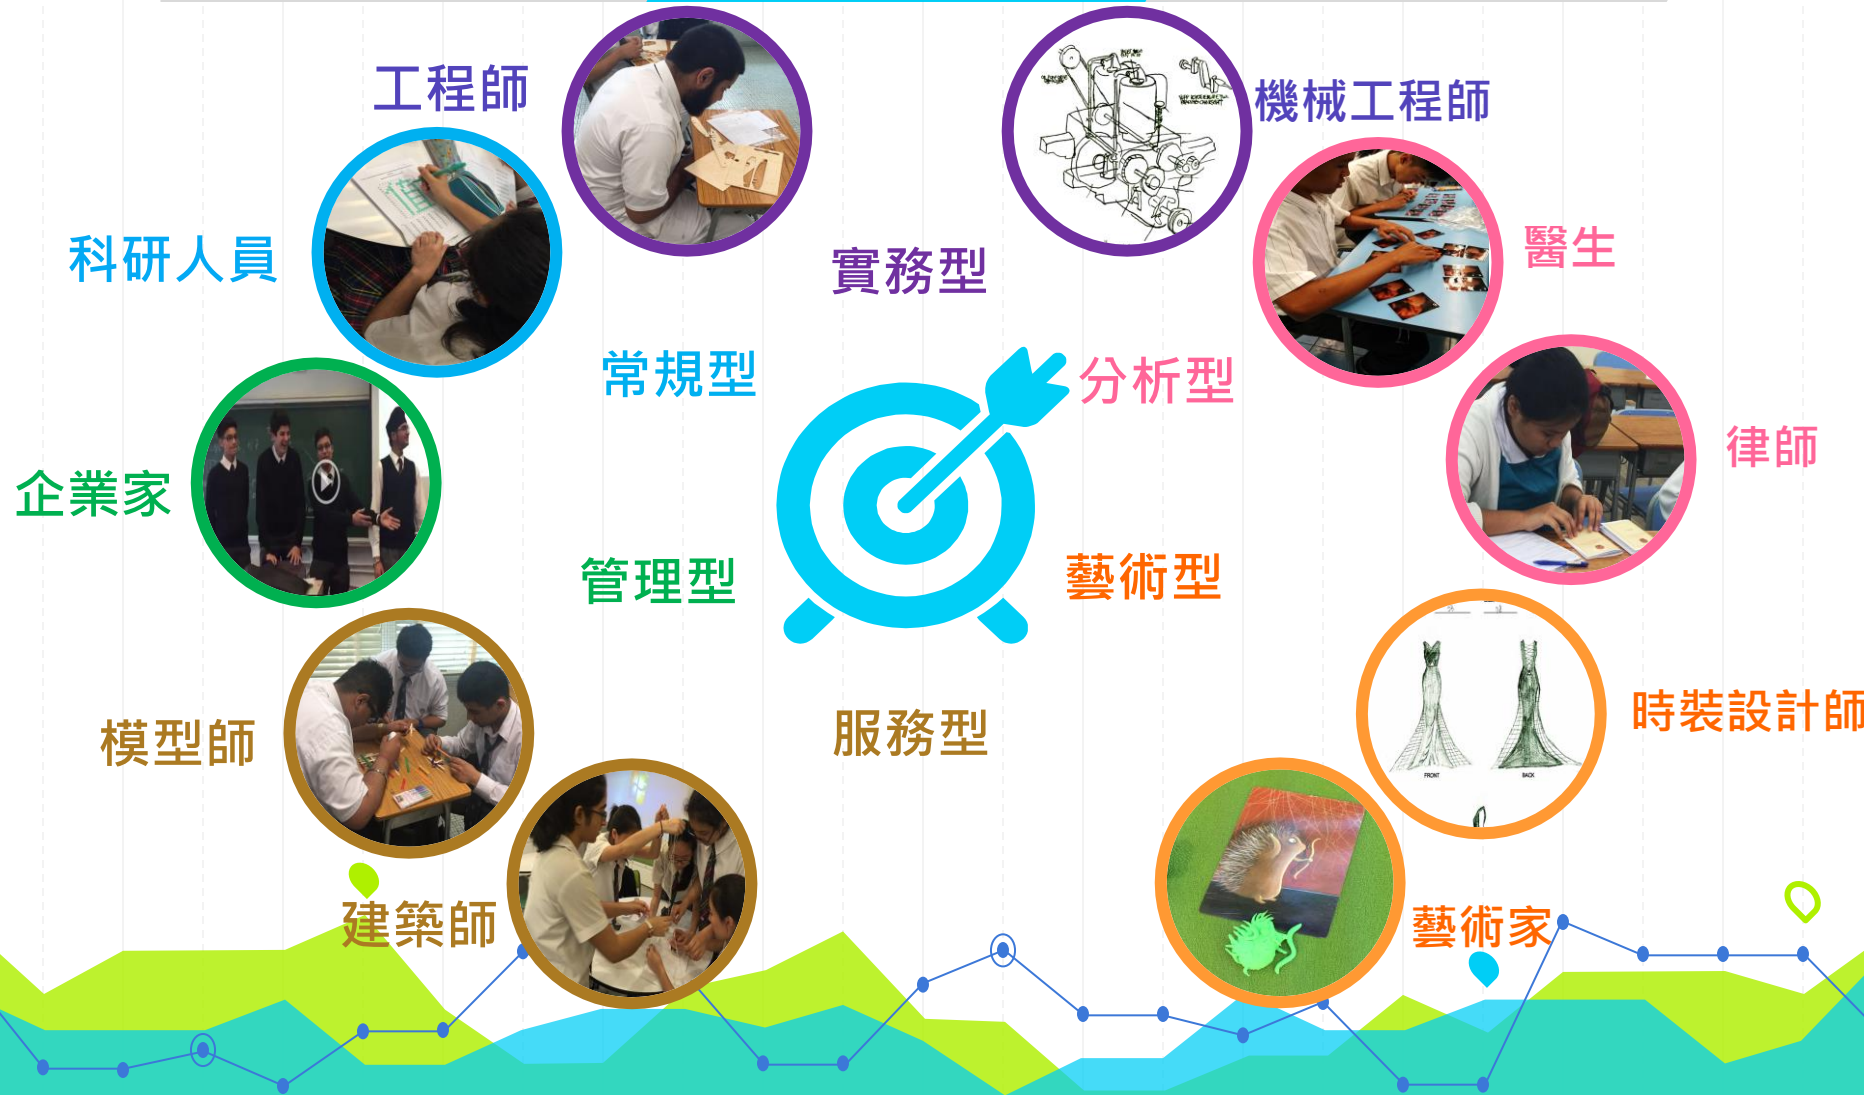 工程師
機械工程師
科研人員
實務型
醫生
常規型
分析型
律師
企業家
管理型
藝術型
模型師
服務型
時裝設計師
FRONT
BACK
建築師
藝術家